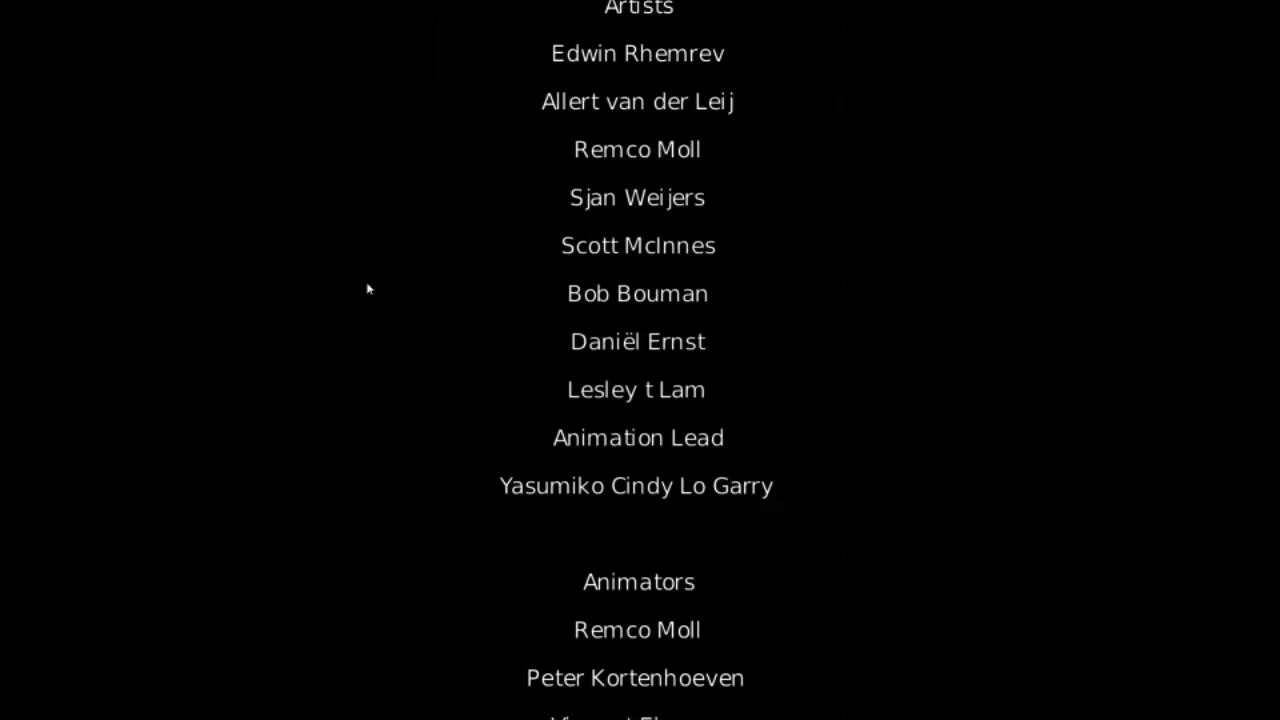 Artists
Edwin Rhemrev
Allert van der Leij
Remco Moll
Sjan Weijers
Scott McInnes
Bob Bouman
Daniël Ernst
Lesley t Lam
Animation Lead
Yasumiko Cindy Lo Garry
Animators
Remco Moll
Peter Kortenhoeven